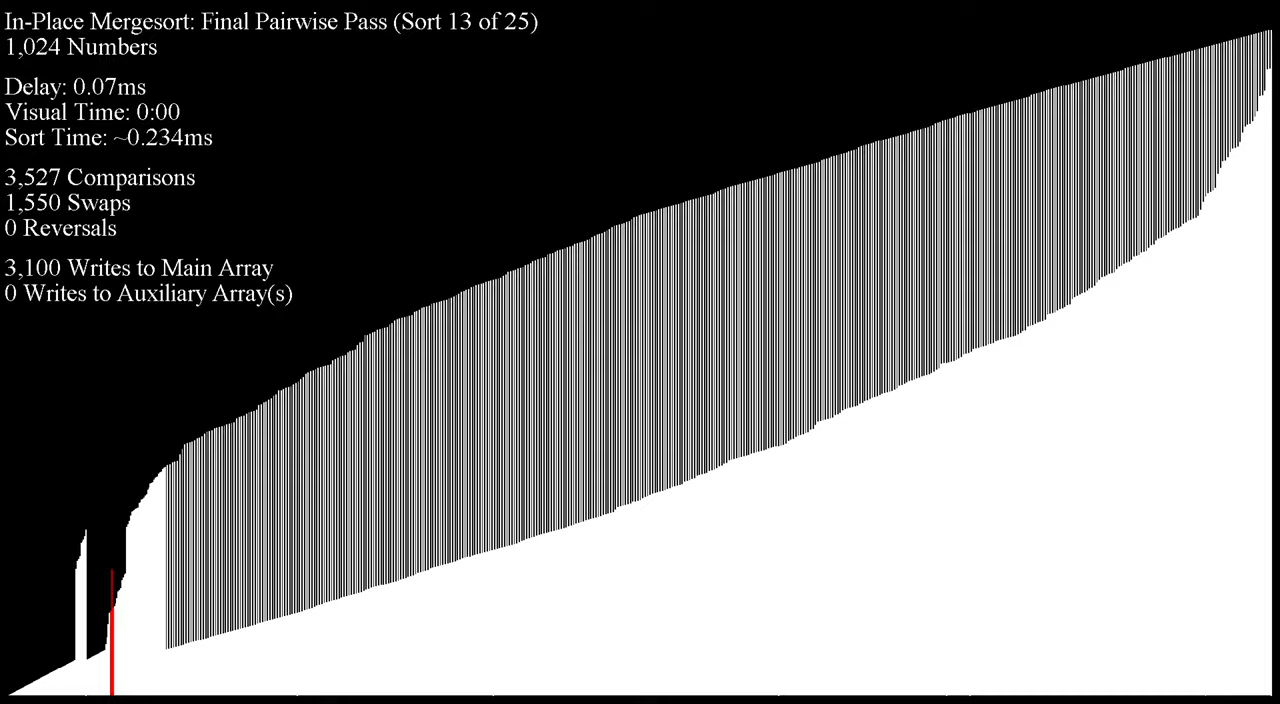 In-Place Mergesort: Final Pairwise Pass (Sort 13 of 25)
1,024 Numbers
Delay: 0.07ms
Visual Time: 0:00
Sort Time: ~0.234ms
3,527 Comparisons
1,550 Swaps
0 Reversals
3,100 Writes to Main Array
0 Writes to Auxiliary Array(s)